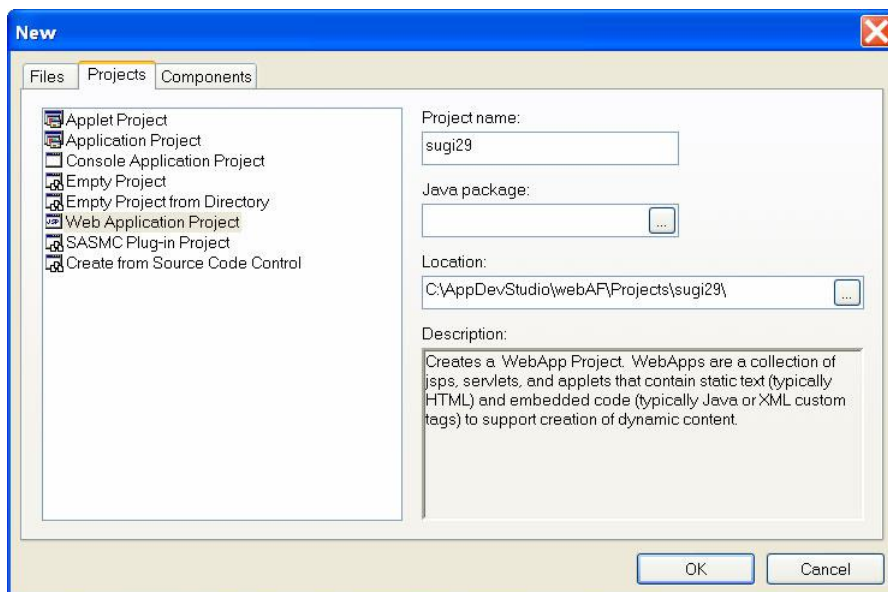 New
Files
Projects
Components
Applet Project
Application Project
Console Application Project
Empty Project
Empty Project from Directory
Web Application Project
SASMC Plug-in Project
Create from Source Code Control
Project name:
sugi29
Java package:
...
Location:
C:\AppDevStudio\webAF\Projects\sugi29\
...
Description:
Creates a WebApp Project. WebApps are a collection of
jsps, servlets, and applets that contain static text (typically
HTML) and embedded code (typically Java or XML custom
tags) to support creation of dynamic content.
OK
Cancel